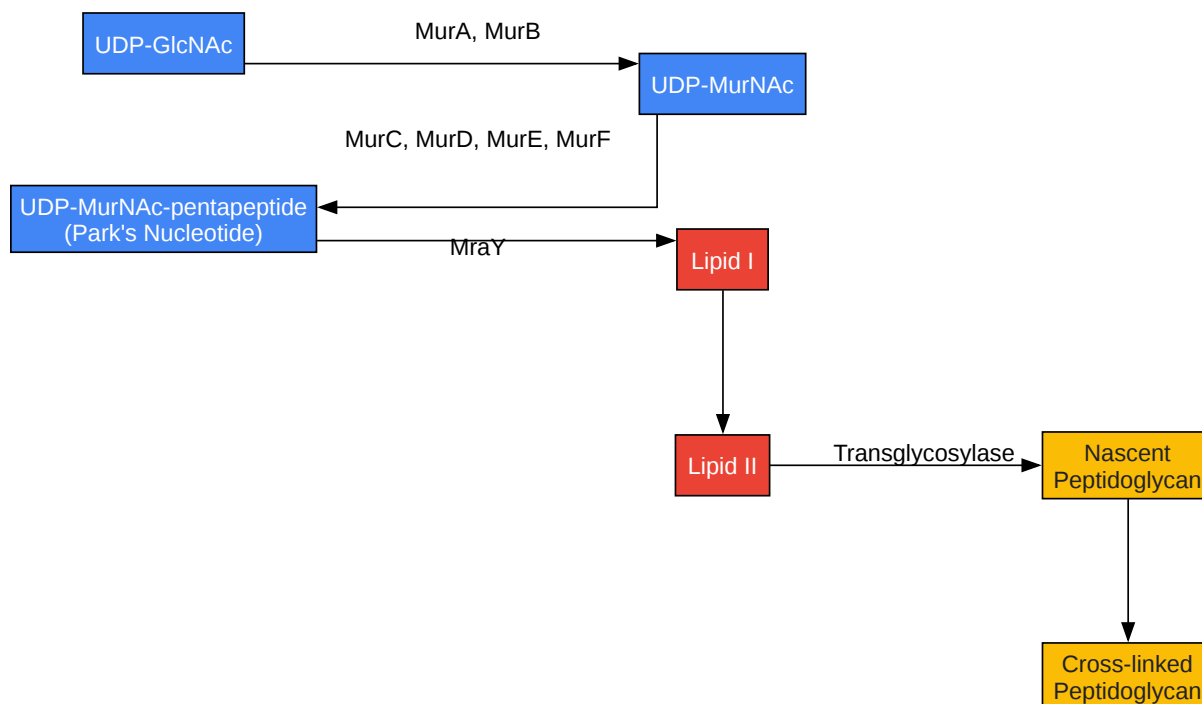 UDP-GlcNAc
MurA, MurB
UDP-MurNAc
MurC, MurD, MurE, MurF
UDP-MurNAc-pentapeptide
(Park's Nucleotide)
MraY
Lipid I
Lipid II
Transglycosylase
Nascent
Peptidoglycan
Cross-linked
Peptidoglycan